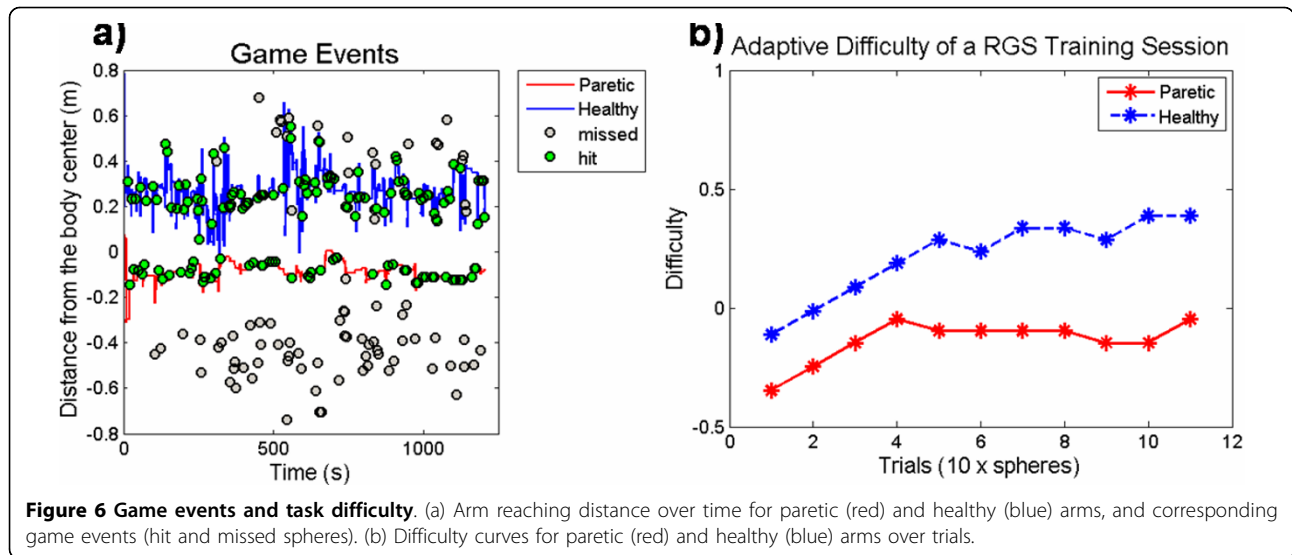 a)
Game Events
Distance from the body center (m)
0.8
0.6
0.4
0.2
0
-0.2
-0.4
-0.6
-0.8
0
500
1000
Time (s)
Paretic
Healthy
missed
hit
b)
Adaptive Difficulty of a RGS Training Session
Difficulty
1
0.5
0
-0.5
0
2
4
6
8
10
12
Trials (10 x spheres)
Paretic
Healthy
Figure 6 Game events and task difficulty. (a) Arm reaching distance over time for paretic (red) and healthy (blue) arms, and corresponding
game events (hit and missed spheres). (b) Difficulty curves for paretic (red) and healthy (blue) arms over trials.